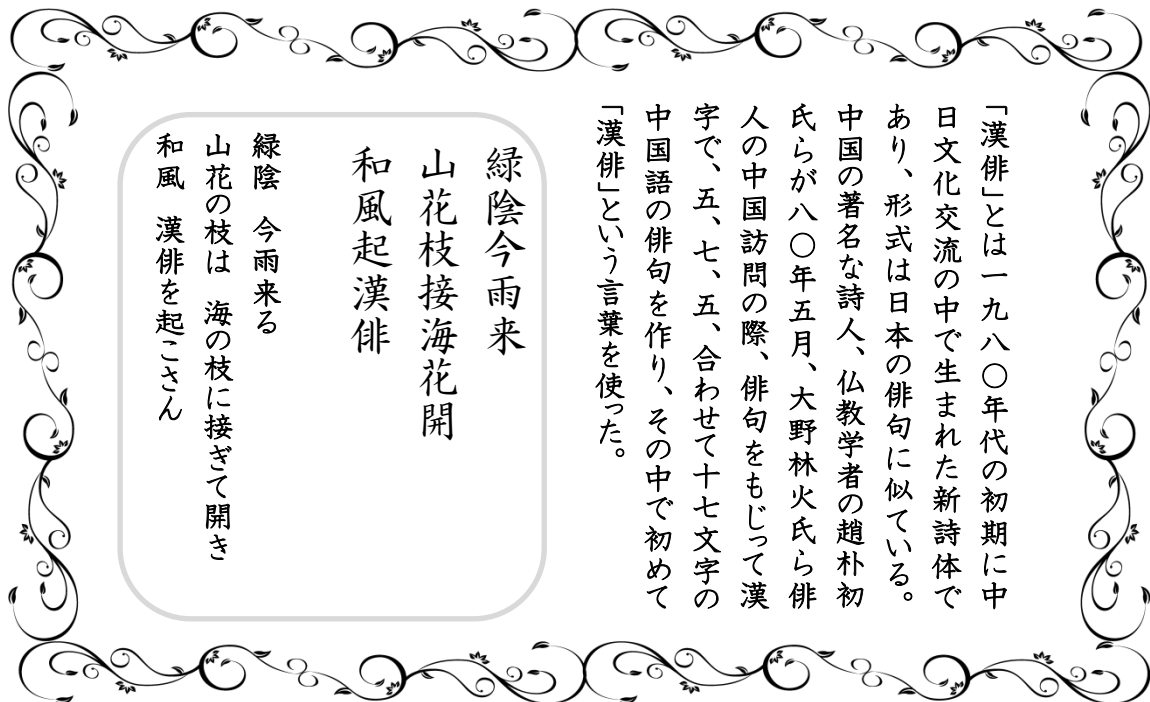 「漢俳」とは一九八〇年代の初期に中
日文化交流の中で生まれた新詩体で
あり、形式は日本の俳句に似ている。
中国の著名な詩人、仏教学者の趙朴初
氏らが八〇年五月、大野林火氏ら俳
人の中国訪問の際、俳句をもじって漢
字で、五、七、五、合わせて十七文字の
中国語の俳句を作り、その中で初めて
「漢俳」という言葉を使った。
緑陰今雨来
山花枝接海花開
和風起漢俳
緑陰　今雨来る
山花の枝は　海の枝に接ぎて開き
和風　漢俳を起こさん